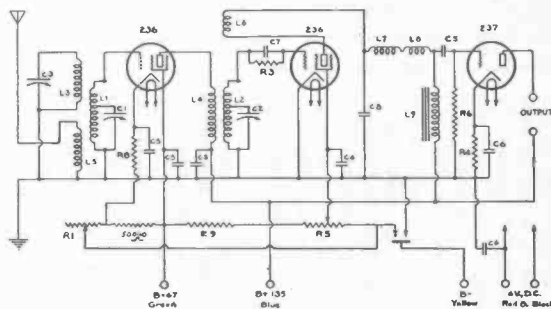 236
L6
236
237
C7
R3
L7
L8
C5
C3
L3
L1
C1
L4
L2
C2
C8
L9
R6
OUTPUT
L5
R8
C5
C5
C4
R4
C6
R1
500 ω
R9
R5
C6
B+67
Green
B+135
Blue
B-
Yellow
6V. D.C.
Red & Black